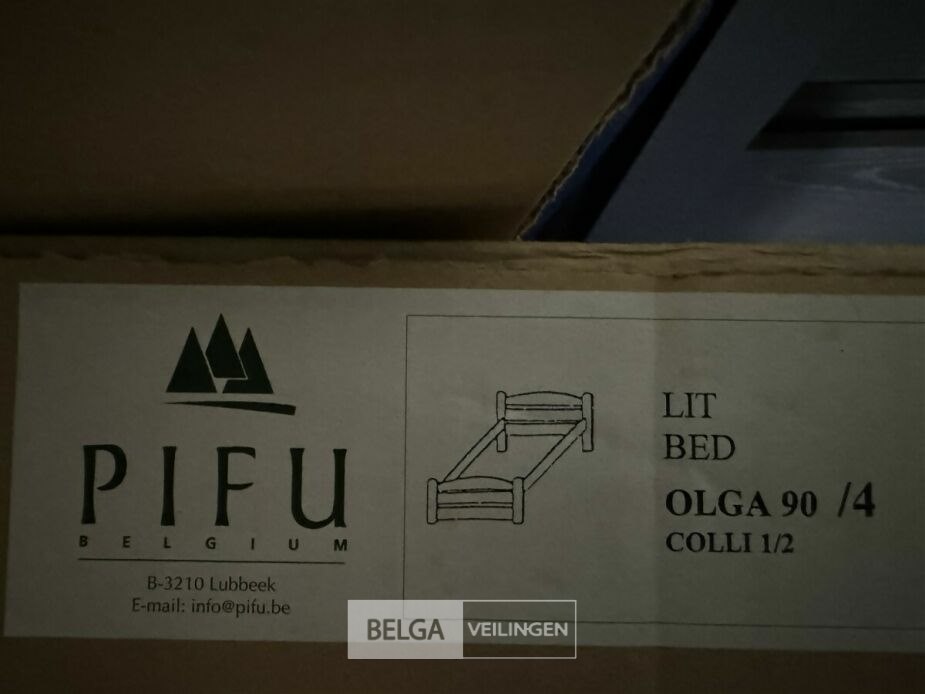 PIFU
BELGIUM
B-3210 Lubbeek
E-mail: info@pifu.be
LIT
BED
OLGA 90 /4
COLLI 1/2
BELGA VEILINGEN